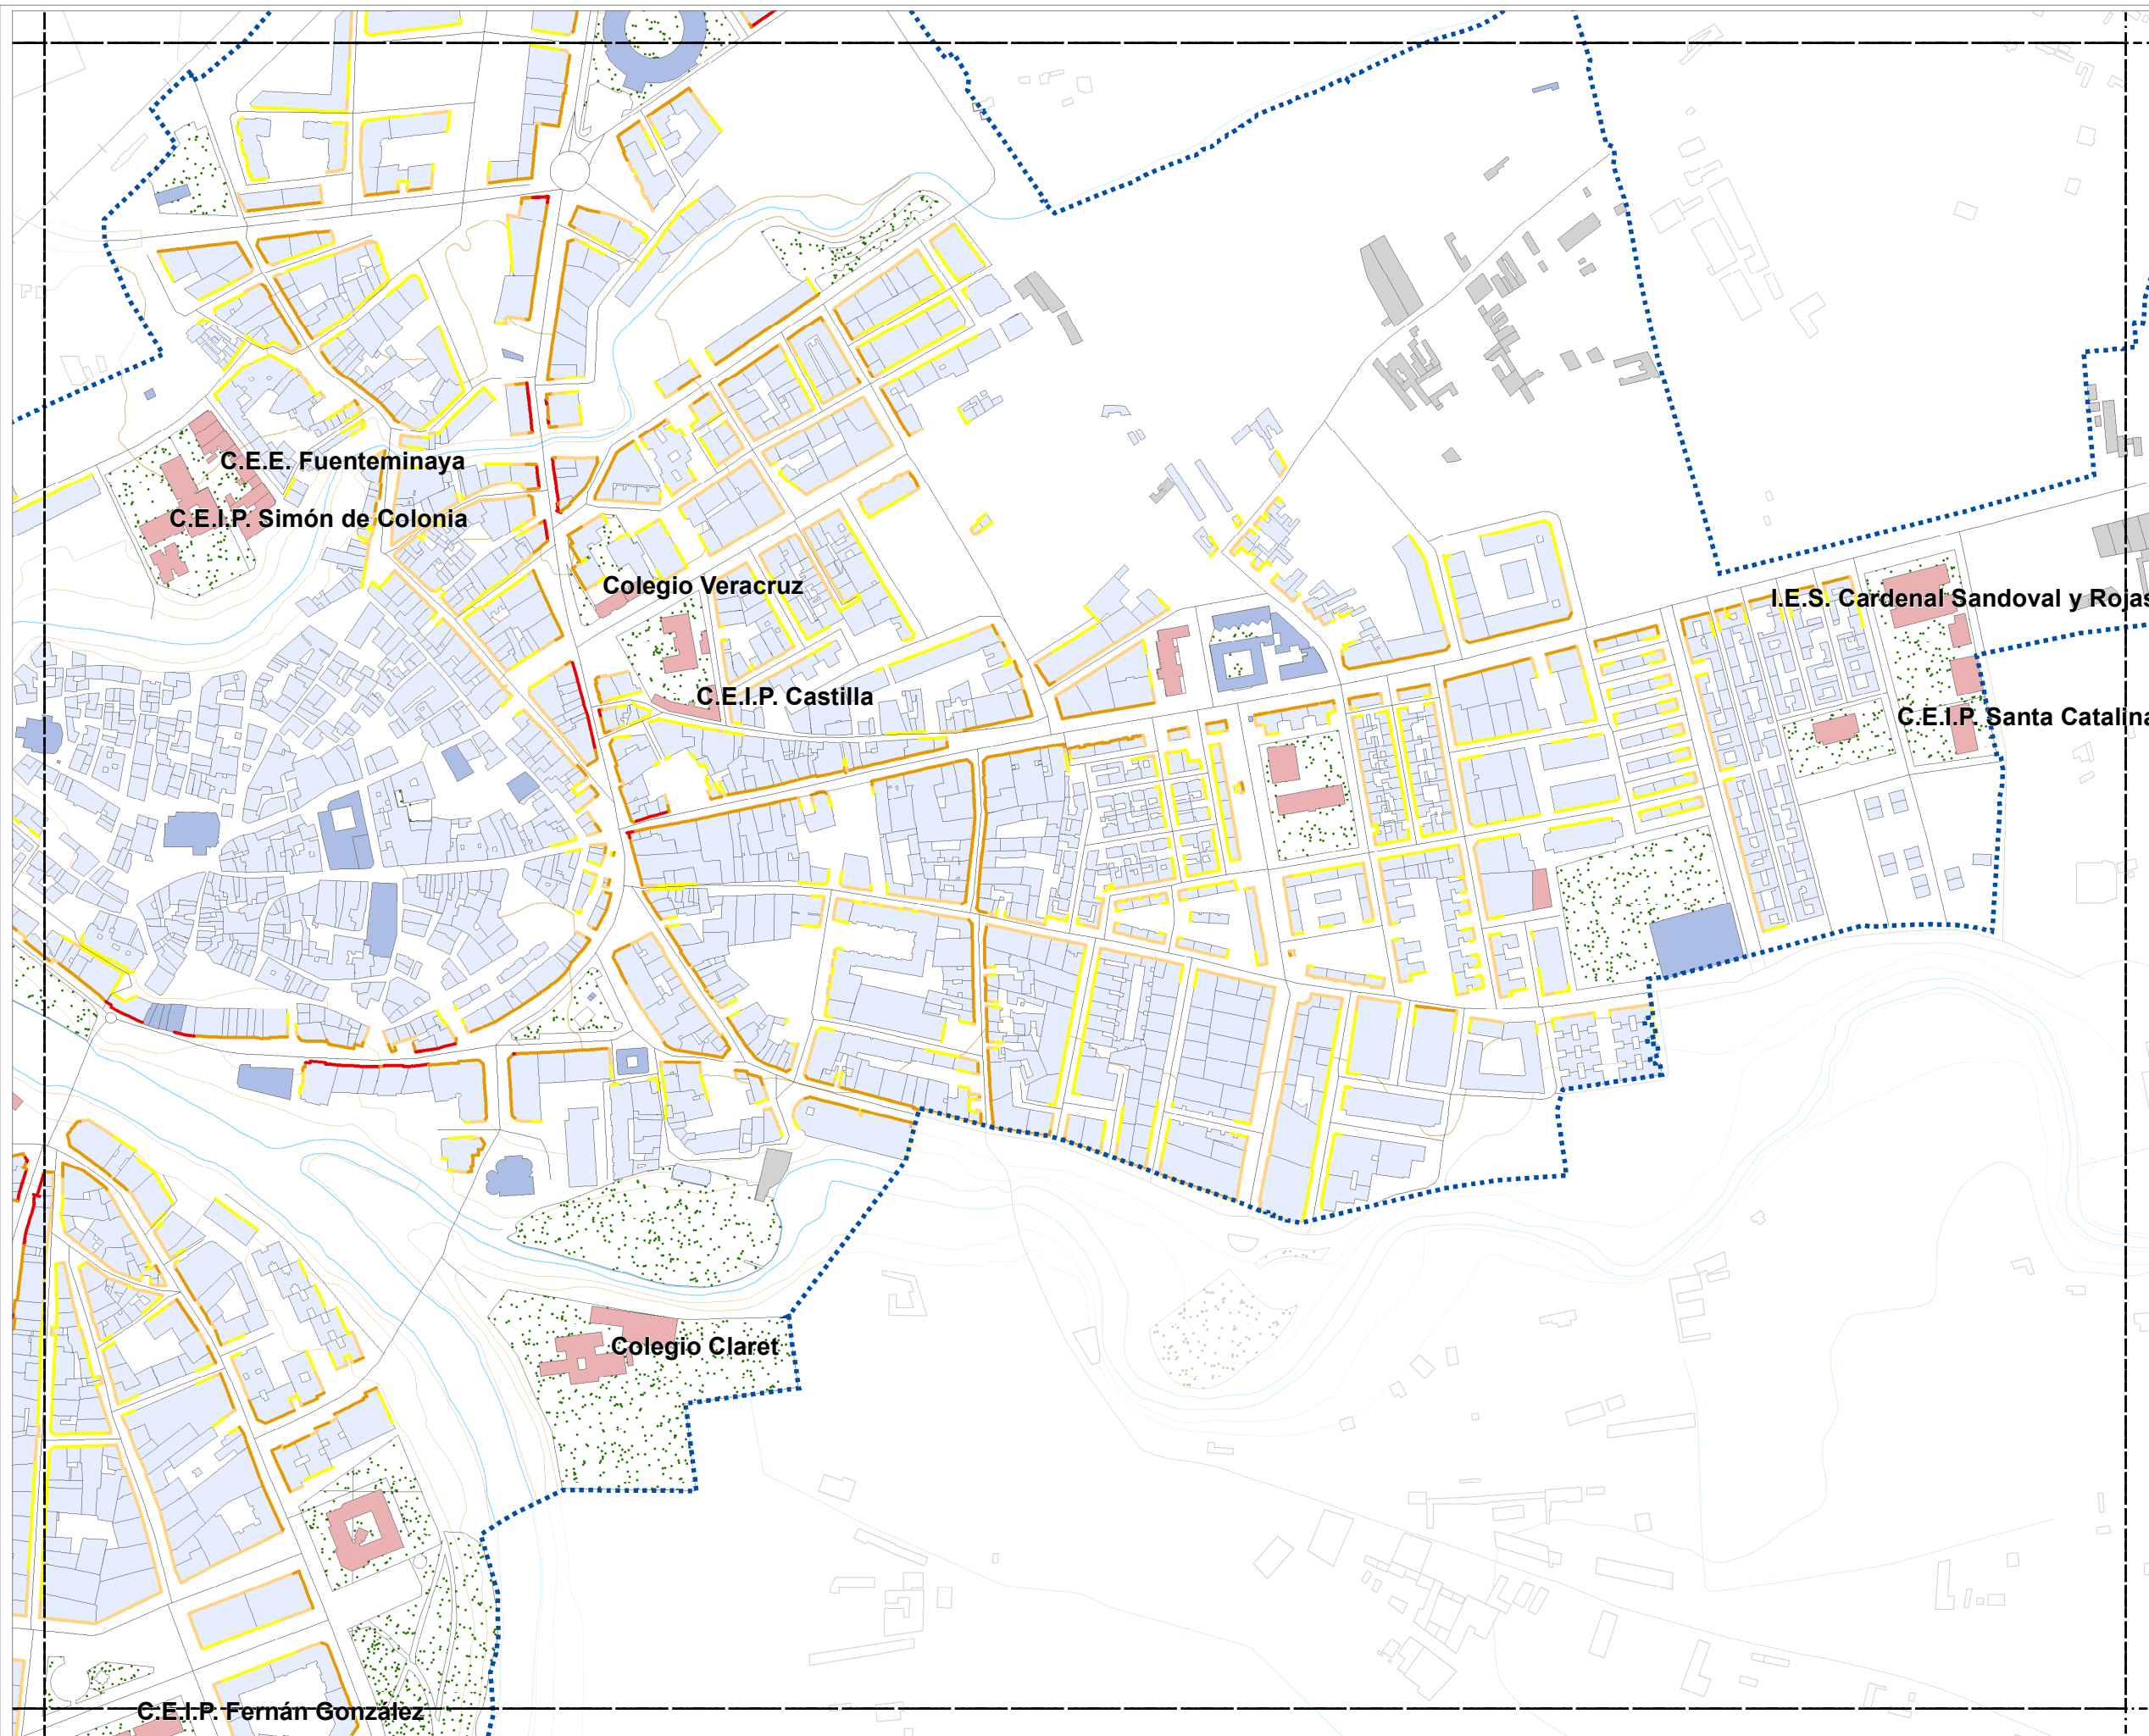 C.E.E. Fuenteminaya
C.E.I.P. Simón de Colonia
Colegio Veracruz
I.E.S. Cardenal Sandoval y Rojas
C.E.I.P. Castilla
C.E.I.P. Santa Catalina
Colegio Claret
C.E.I.P. Fernán González